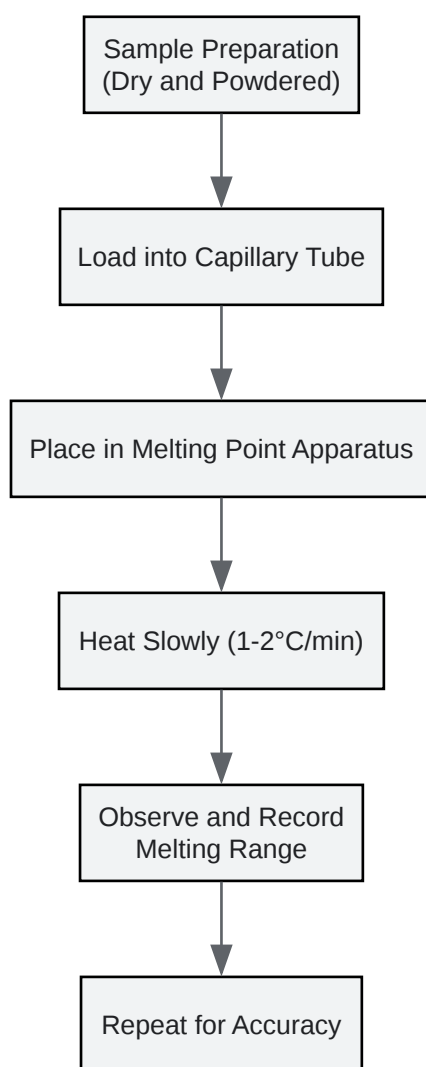 Sample Preparation
(Dry and Powdered)
Load into Capillary Tube
Place in Melting Point Apparatus
Heat Slowly (1-2°C/min)
Observe and Record
Melting Range
Repeat for Accuracy